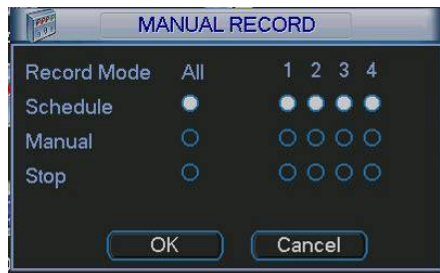 MANUAL RECORD
Record Mode All 1 2 3 4
Schedule
Manual
Stop
OK Cancel